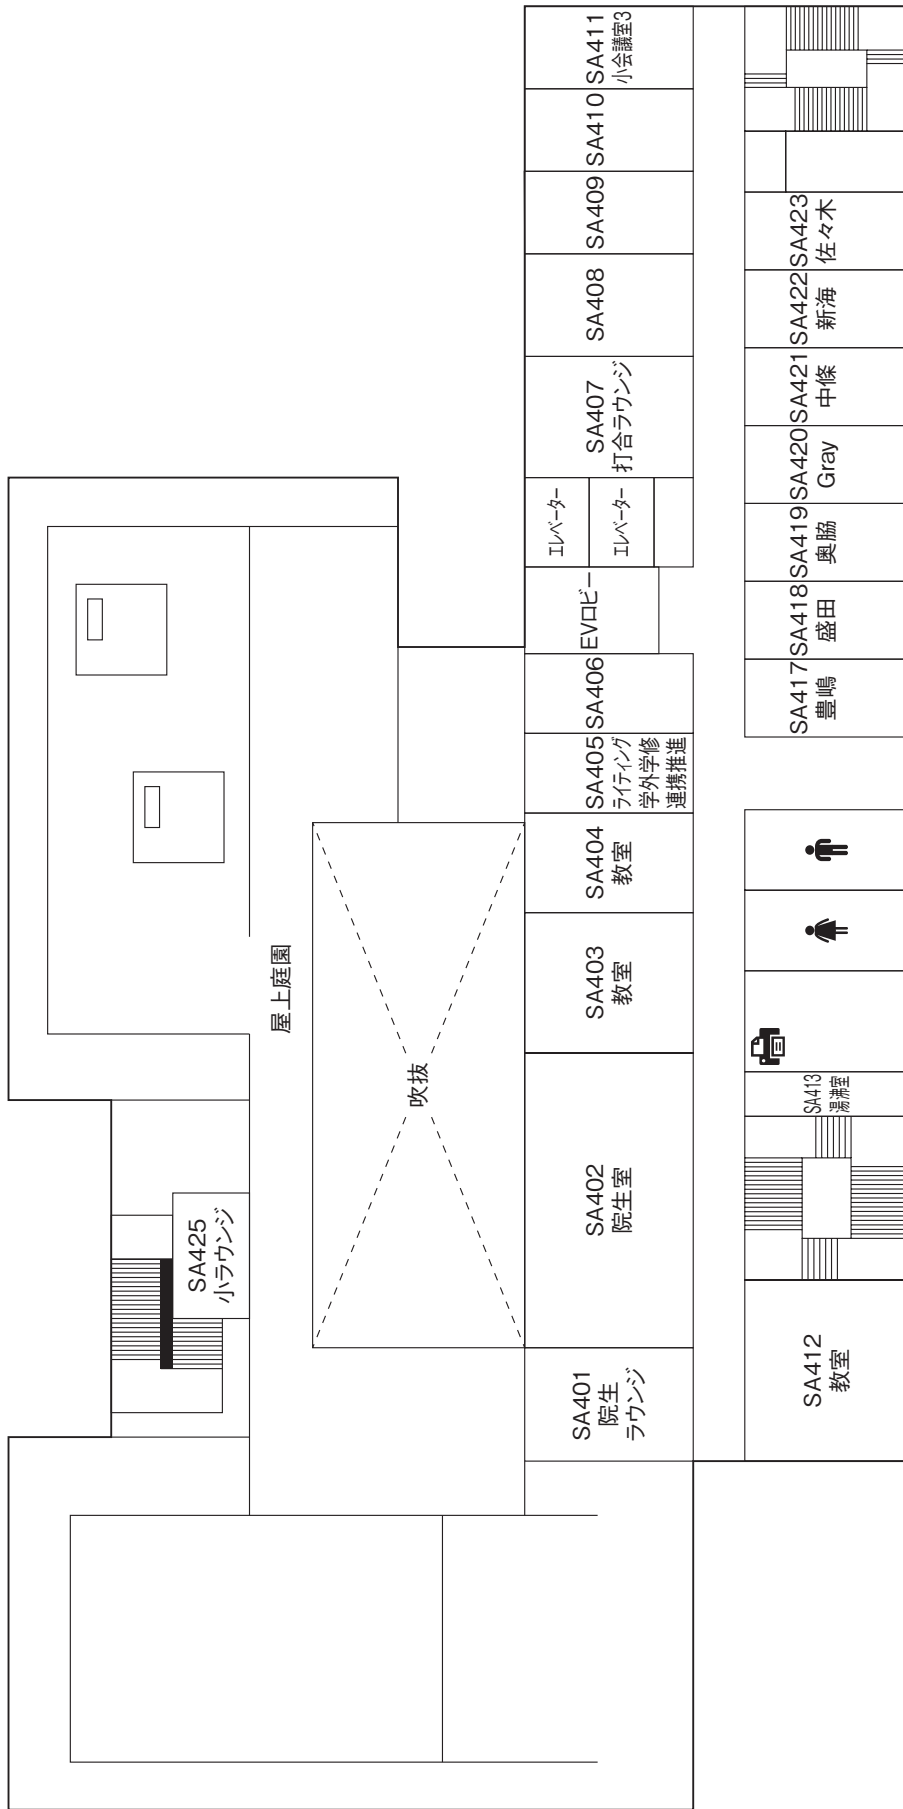 SA411
小会議室3
SA410
SA409
SA408
SA407
打合ラウンジ
エレベーター
エレベーター
EVロビー
SA406
SA405
ライティング
学外学修
連携推進
SA404
教室
SA403
教室
SA402
院生室
SA401
院生
ラウンジ
SA423
佐々木
SA422
新海
SA421
中條
SA420
Gray
SA419
奥脇
SA418
盛田
SA417
豊嶋
SA413
湯沸室
SA412
教室
屋上庭園
吹抜
SA425
小ラウンジ